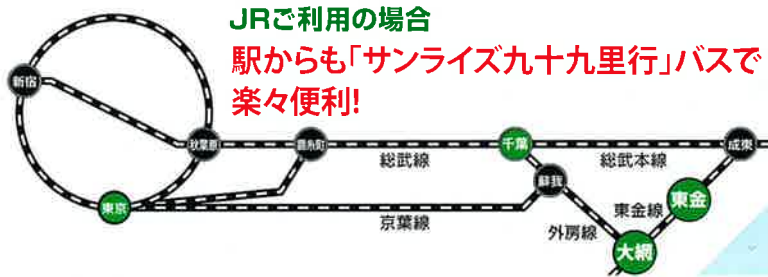 JRご利用の場合
駅からも「サンライズ九十九里行」バスで
楽々便利!
新宿
秋葉原
錦糸町
千葉
成東
総武線
総武本線
蘇我
東京
東金
東金線
京葉線
外房線
大網